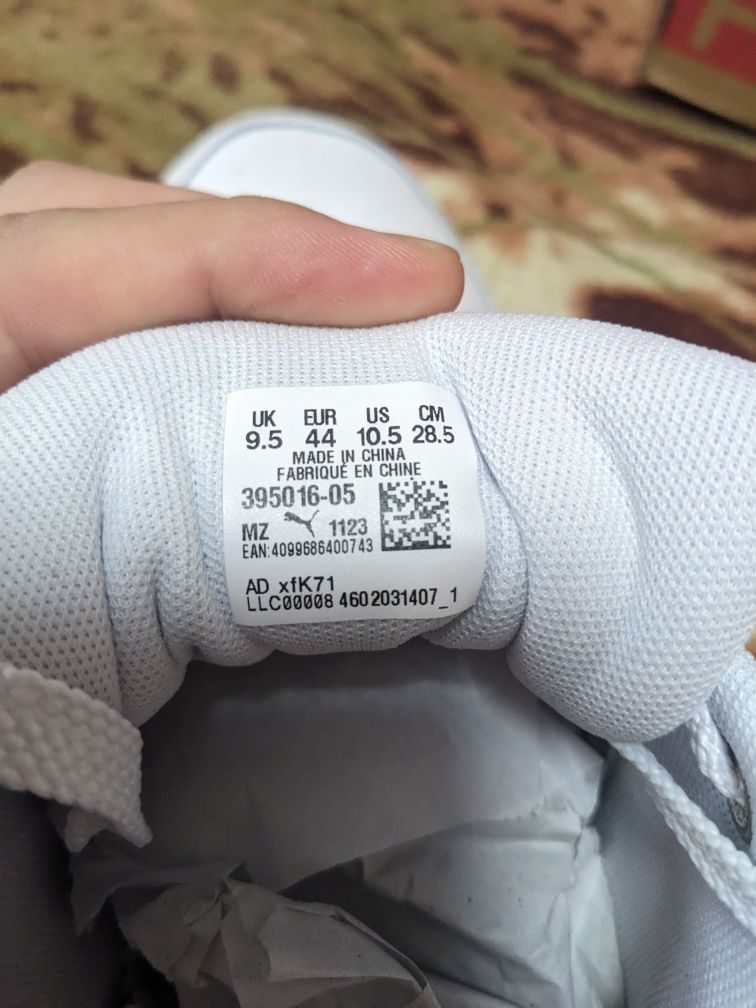 UK EUR US CM
9.5 44 10.5 28.5
MADE IN CHINA
FABRIQUÉ EN CHINE
395016-05
MZ 1123
EAN:4099686400743
AD xfK71
LLC00008 4602031407_1